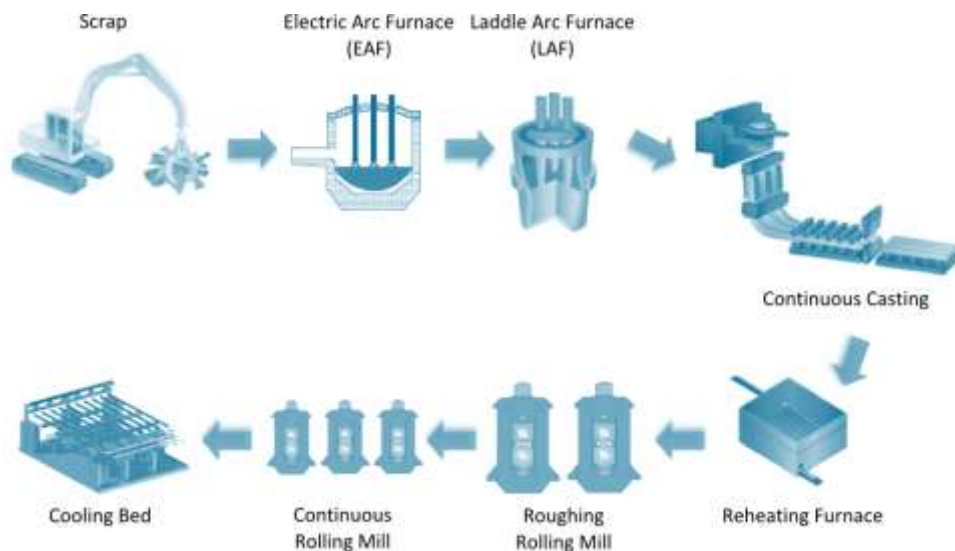 Scrap
Electric Arc Furnace
(EAF)
Laddle Arc Furnace
(LAF)
Continuous Casting
Cooling Bed
Continuous
Rolling Mill
Roughing
Rolling Mill
Reheating Furnace